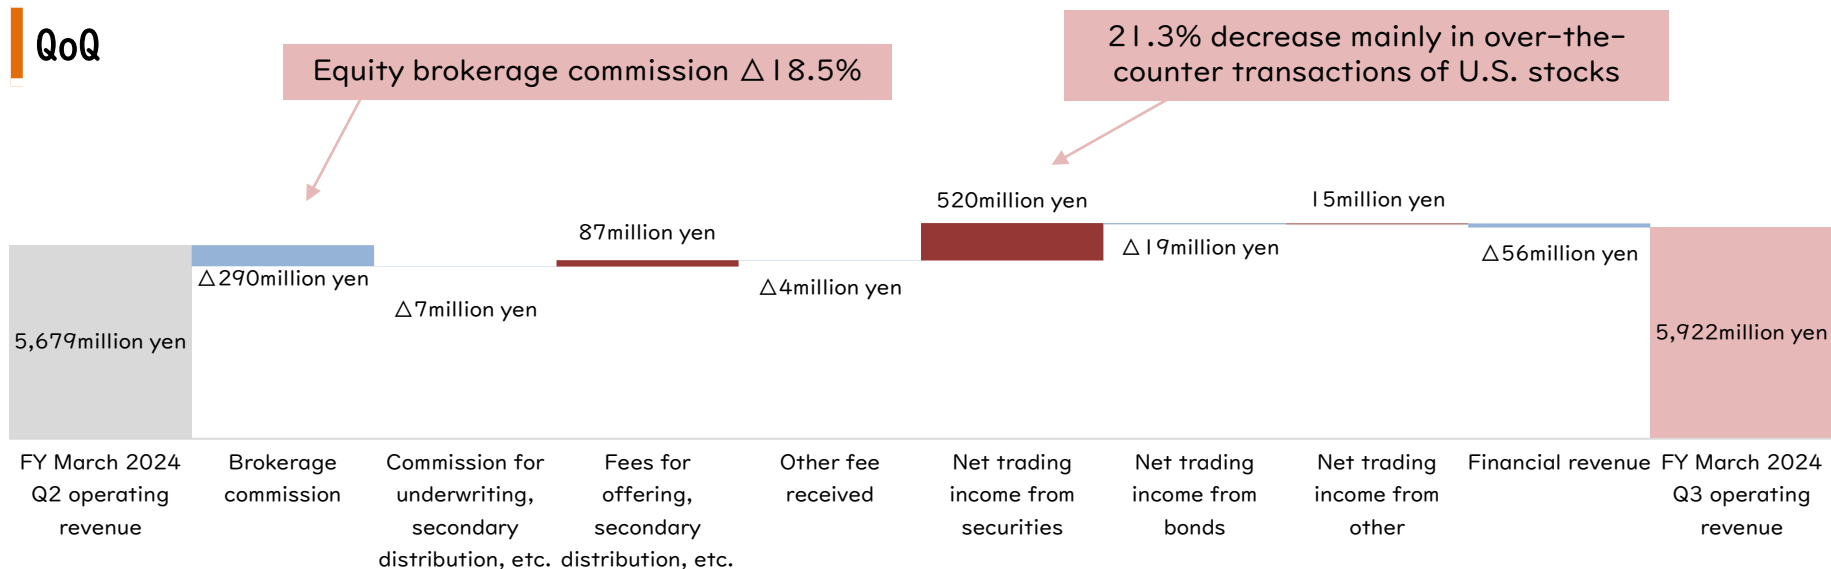 QoQ
Equity brokerage commission △18.5%
21.3% decrease mainly in over-the-
counter transactions of U.S. stocks
5,679million yen
△290million yen
△7million yen
87million yen
△4million yen
520million yen
△19million yen
15million yen
△56million yen
5,922million yen
FY March 2024
Q2 operating
revenue
Brokerage
commission
Commission for
underwriting,
secondary
distribution, etc.
Fees for
offering,
secondary
distribution, etc.
Other fee
received
Net trading
income from
securities
Net trading
income from
bonds
Net trading
income from
other
Financial revenue
FY March 2024
Q3 operating
revenue